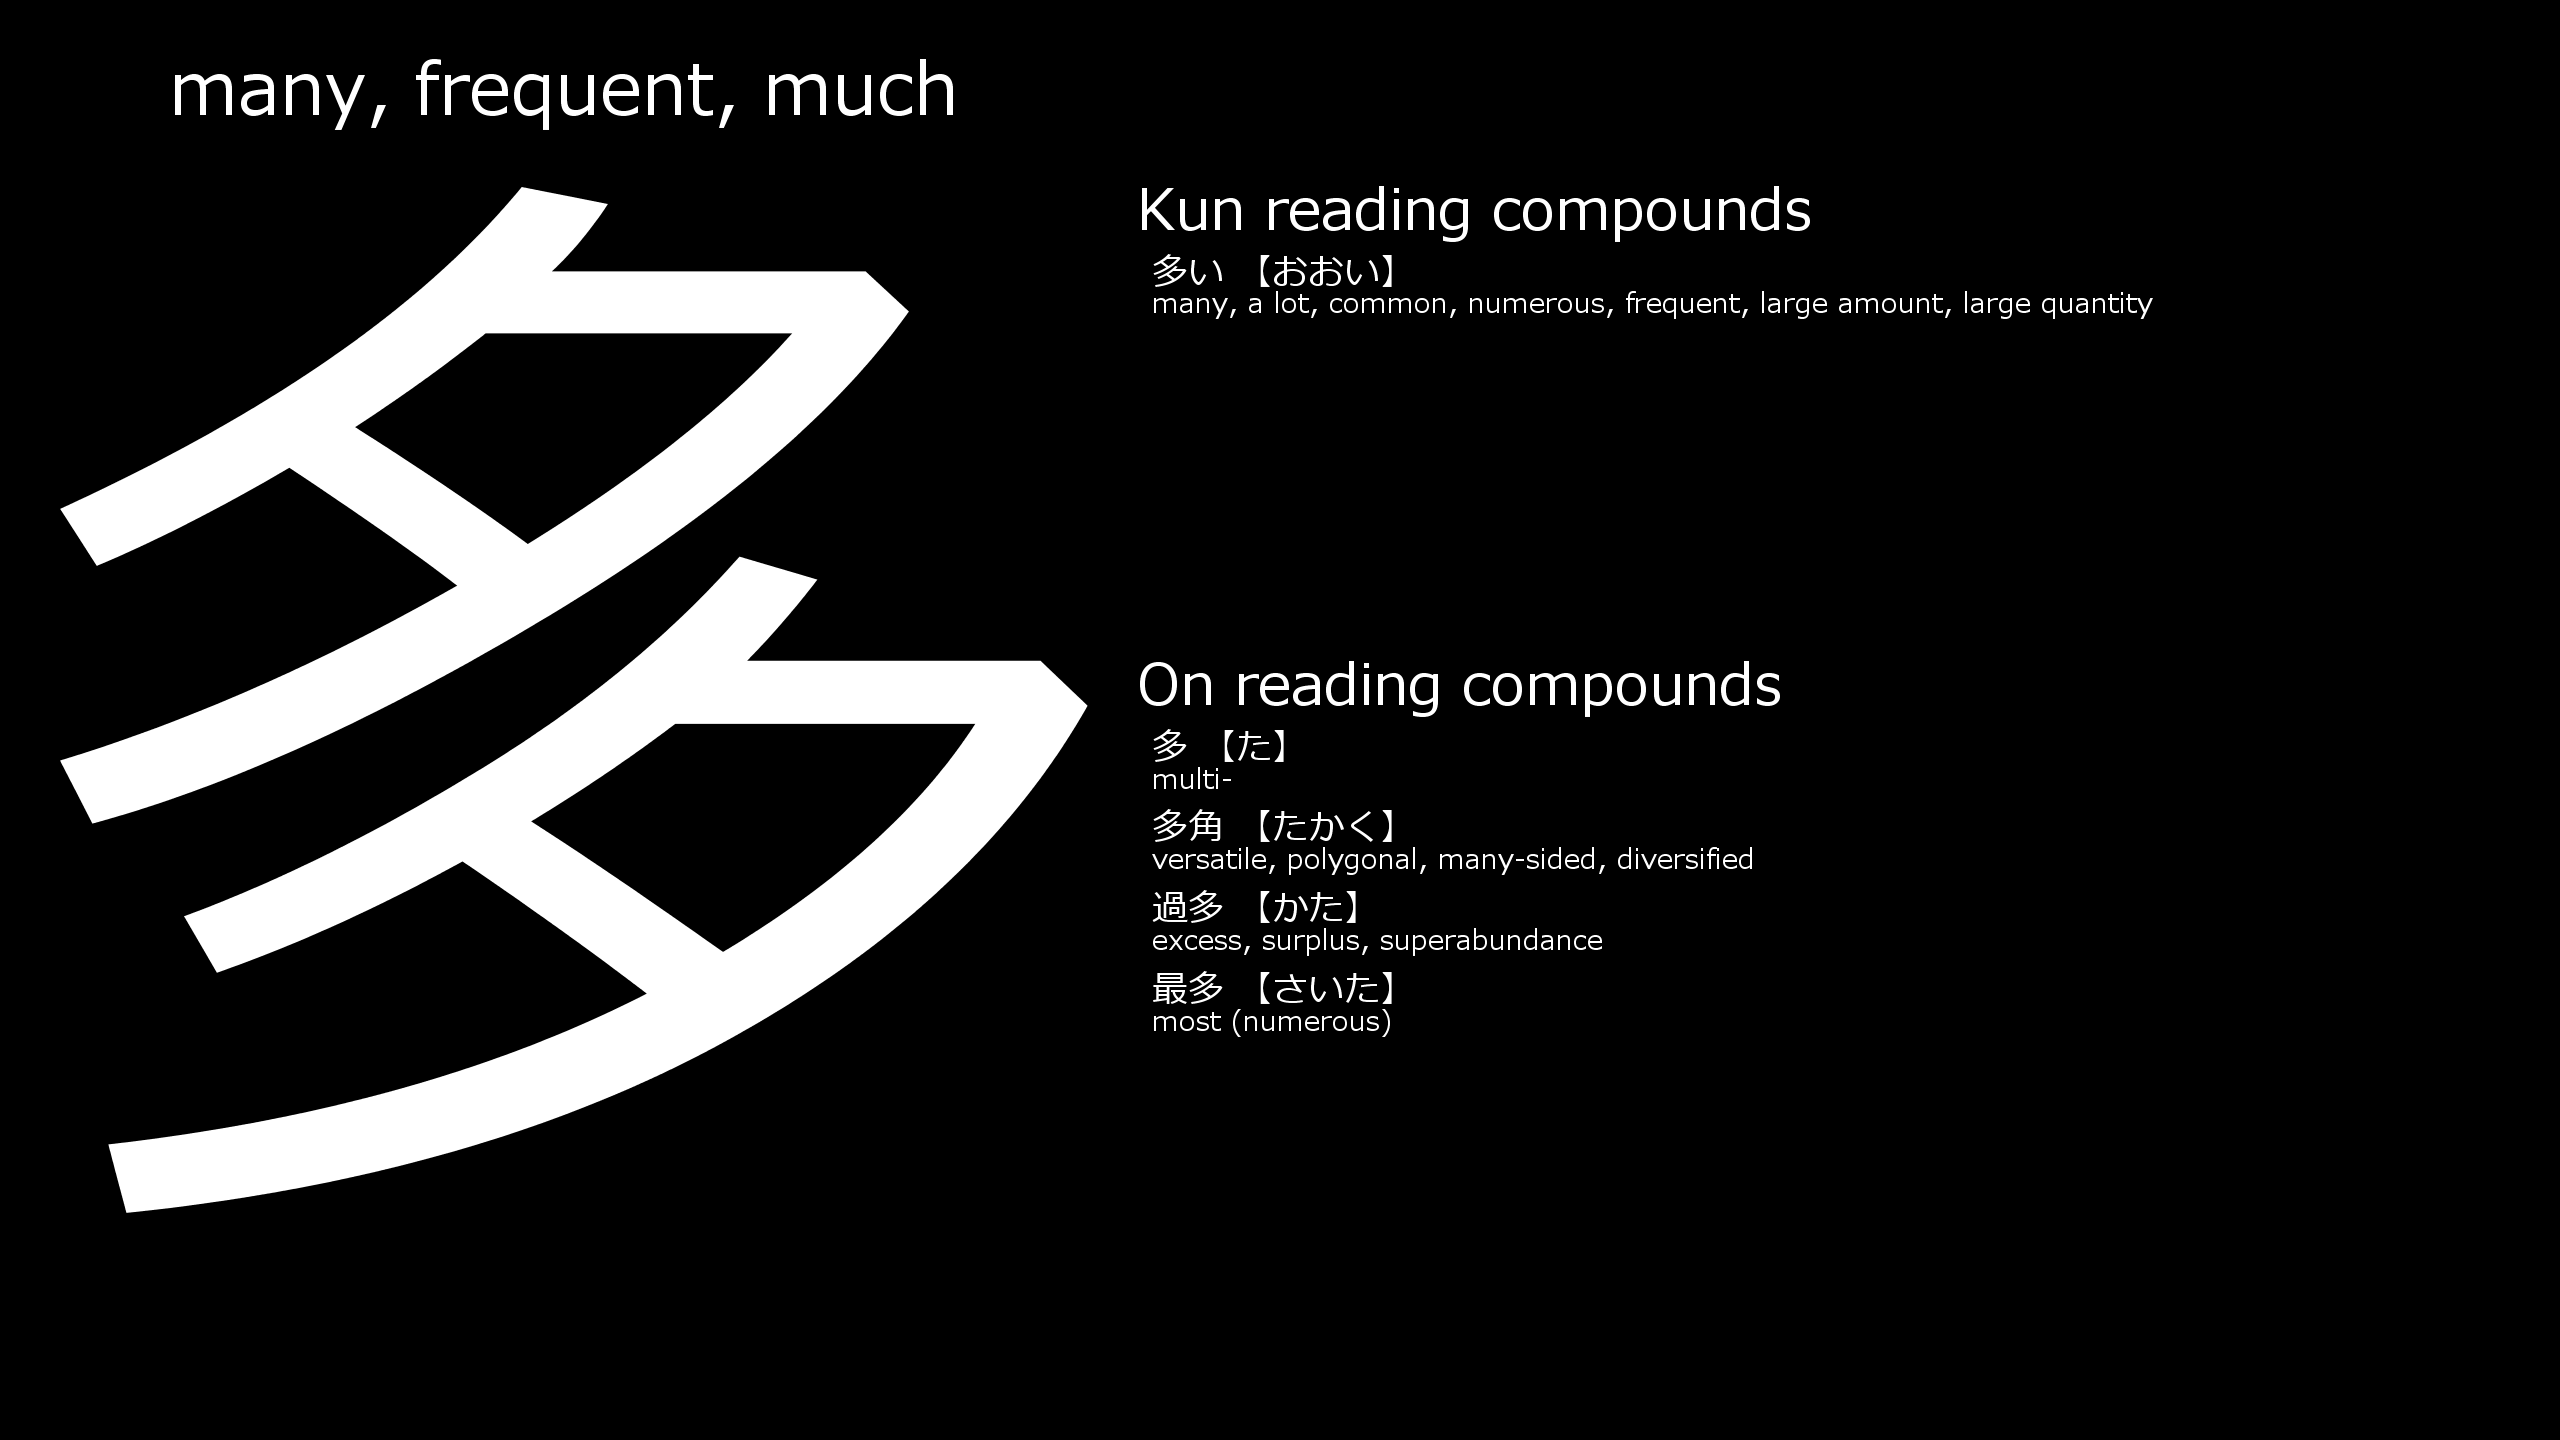 many, frequent, much
多
Kun reading compounds
多い 【おおい】
many, a lot, common, numerous, frequent, large amount, large quantity
On reading compounds
多 【た】
multi-
多角 【たかく】
versatile, polygonal, many-sided, diversified
過多 【かた】
excess, surplus, superabundance
最多 【さいた】
most (numerous)